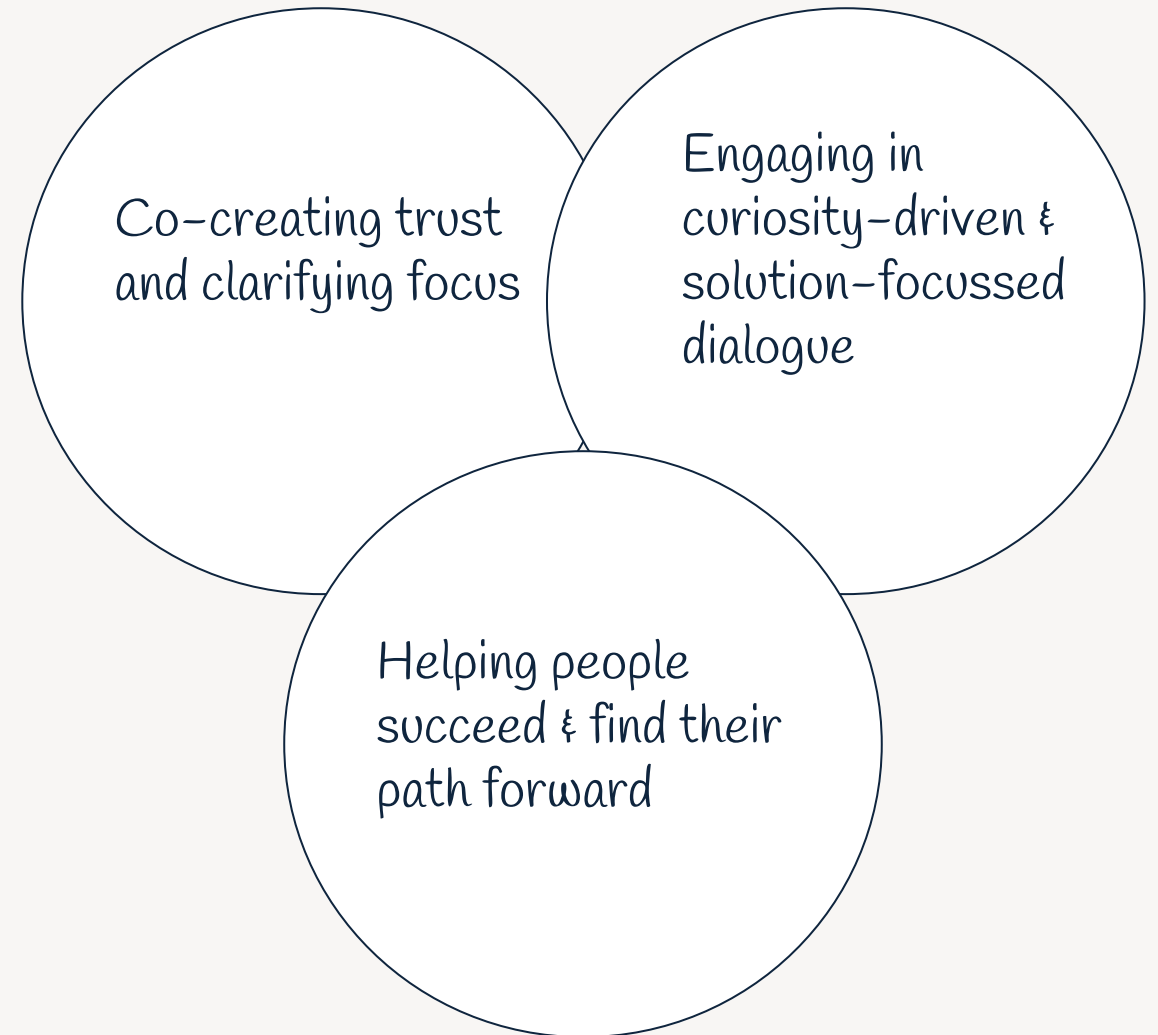 Co-creating trust
and clarifying focus
Engaging in
curiosity-driven &
solution-focussed
dialogue
Helping people
succeed & find their
path forward